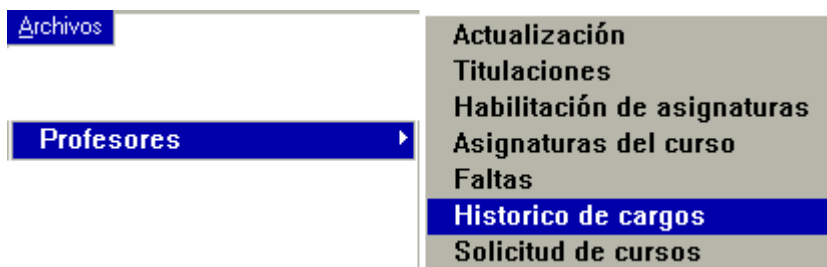 Archivos
Profesores
Actualización
Titulaciones
Habilitación de asignaturas
Asignaturas del curso
Faltas
Historico de cargos
Solicitud de cursos